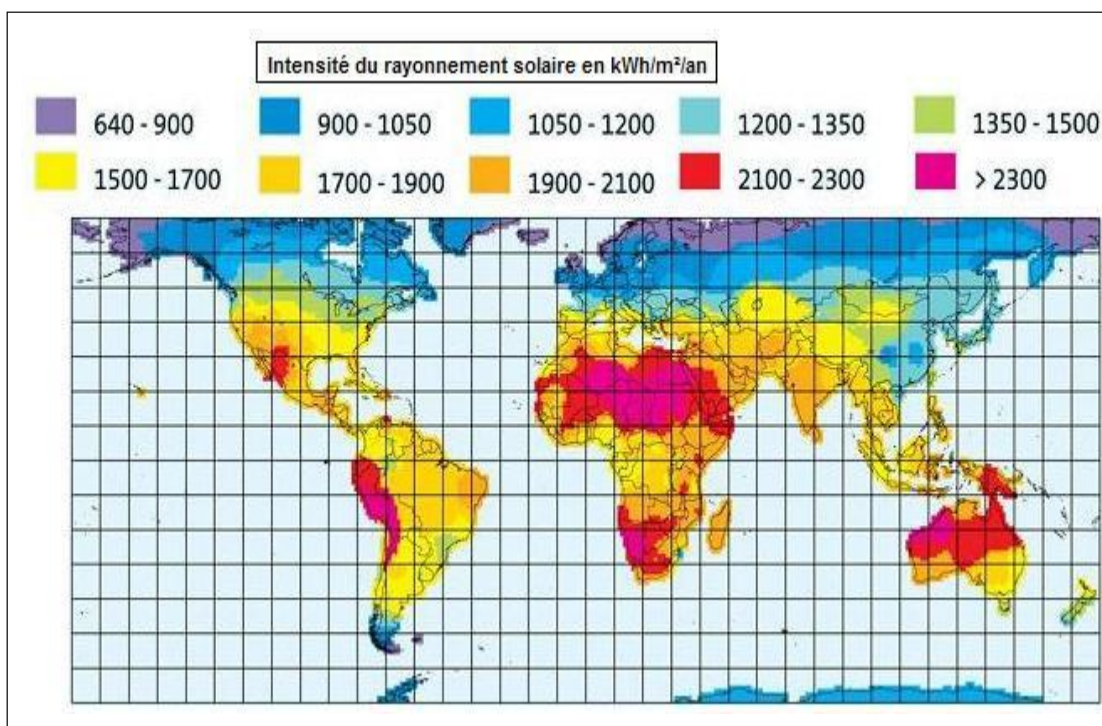 Intensité du rayonnement solaire en kWh/m²/an
640 - 900
900 - 1050
1050 - 1200
1200 - 1350
1350 - 1500
1500 - 1700
1700 - 1900
1900 - 2100
2100 - 2300
> 2300